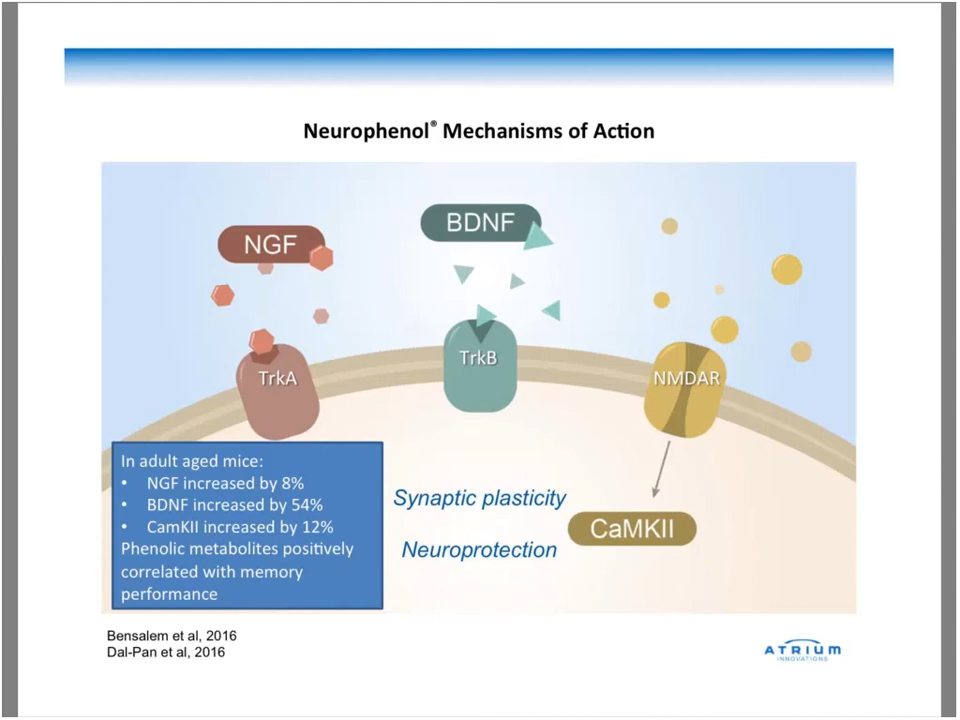 Neurophenol® Mechanisms of Action
NGF
BDNF
TrkA
TrkB
NMDAR
In adult aged mice:
• NGF increased by 8%
• BDNF increased by 54%
• CamKII increased by 12%
Phenolic metabolites positively
correlated with memory
performance
Synaptic plasticity
Neuroprotection
CaMKII
Bensalem et al, 2016
Dal-Pan et al, 2016
ATRIUM
INNOVATIONS